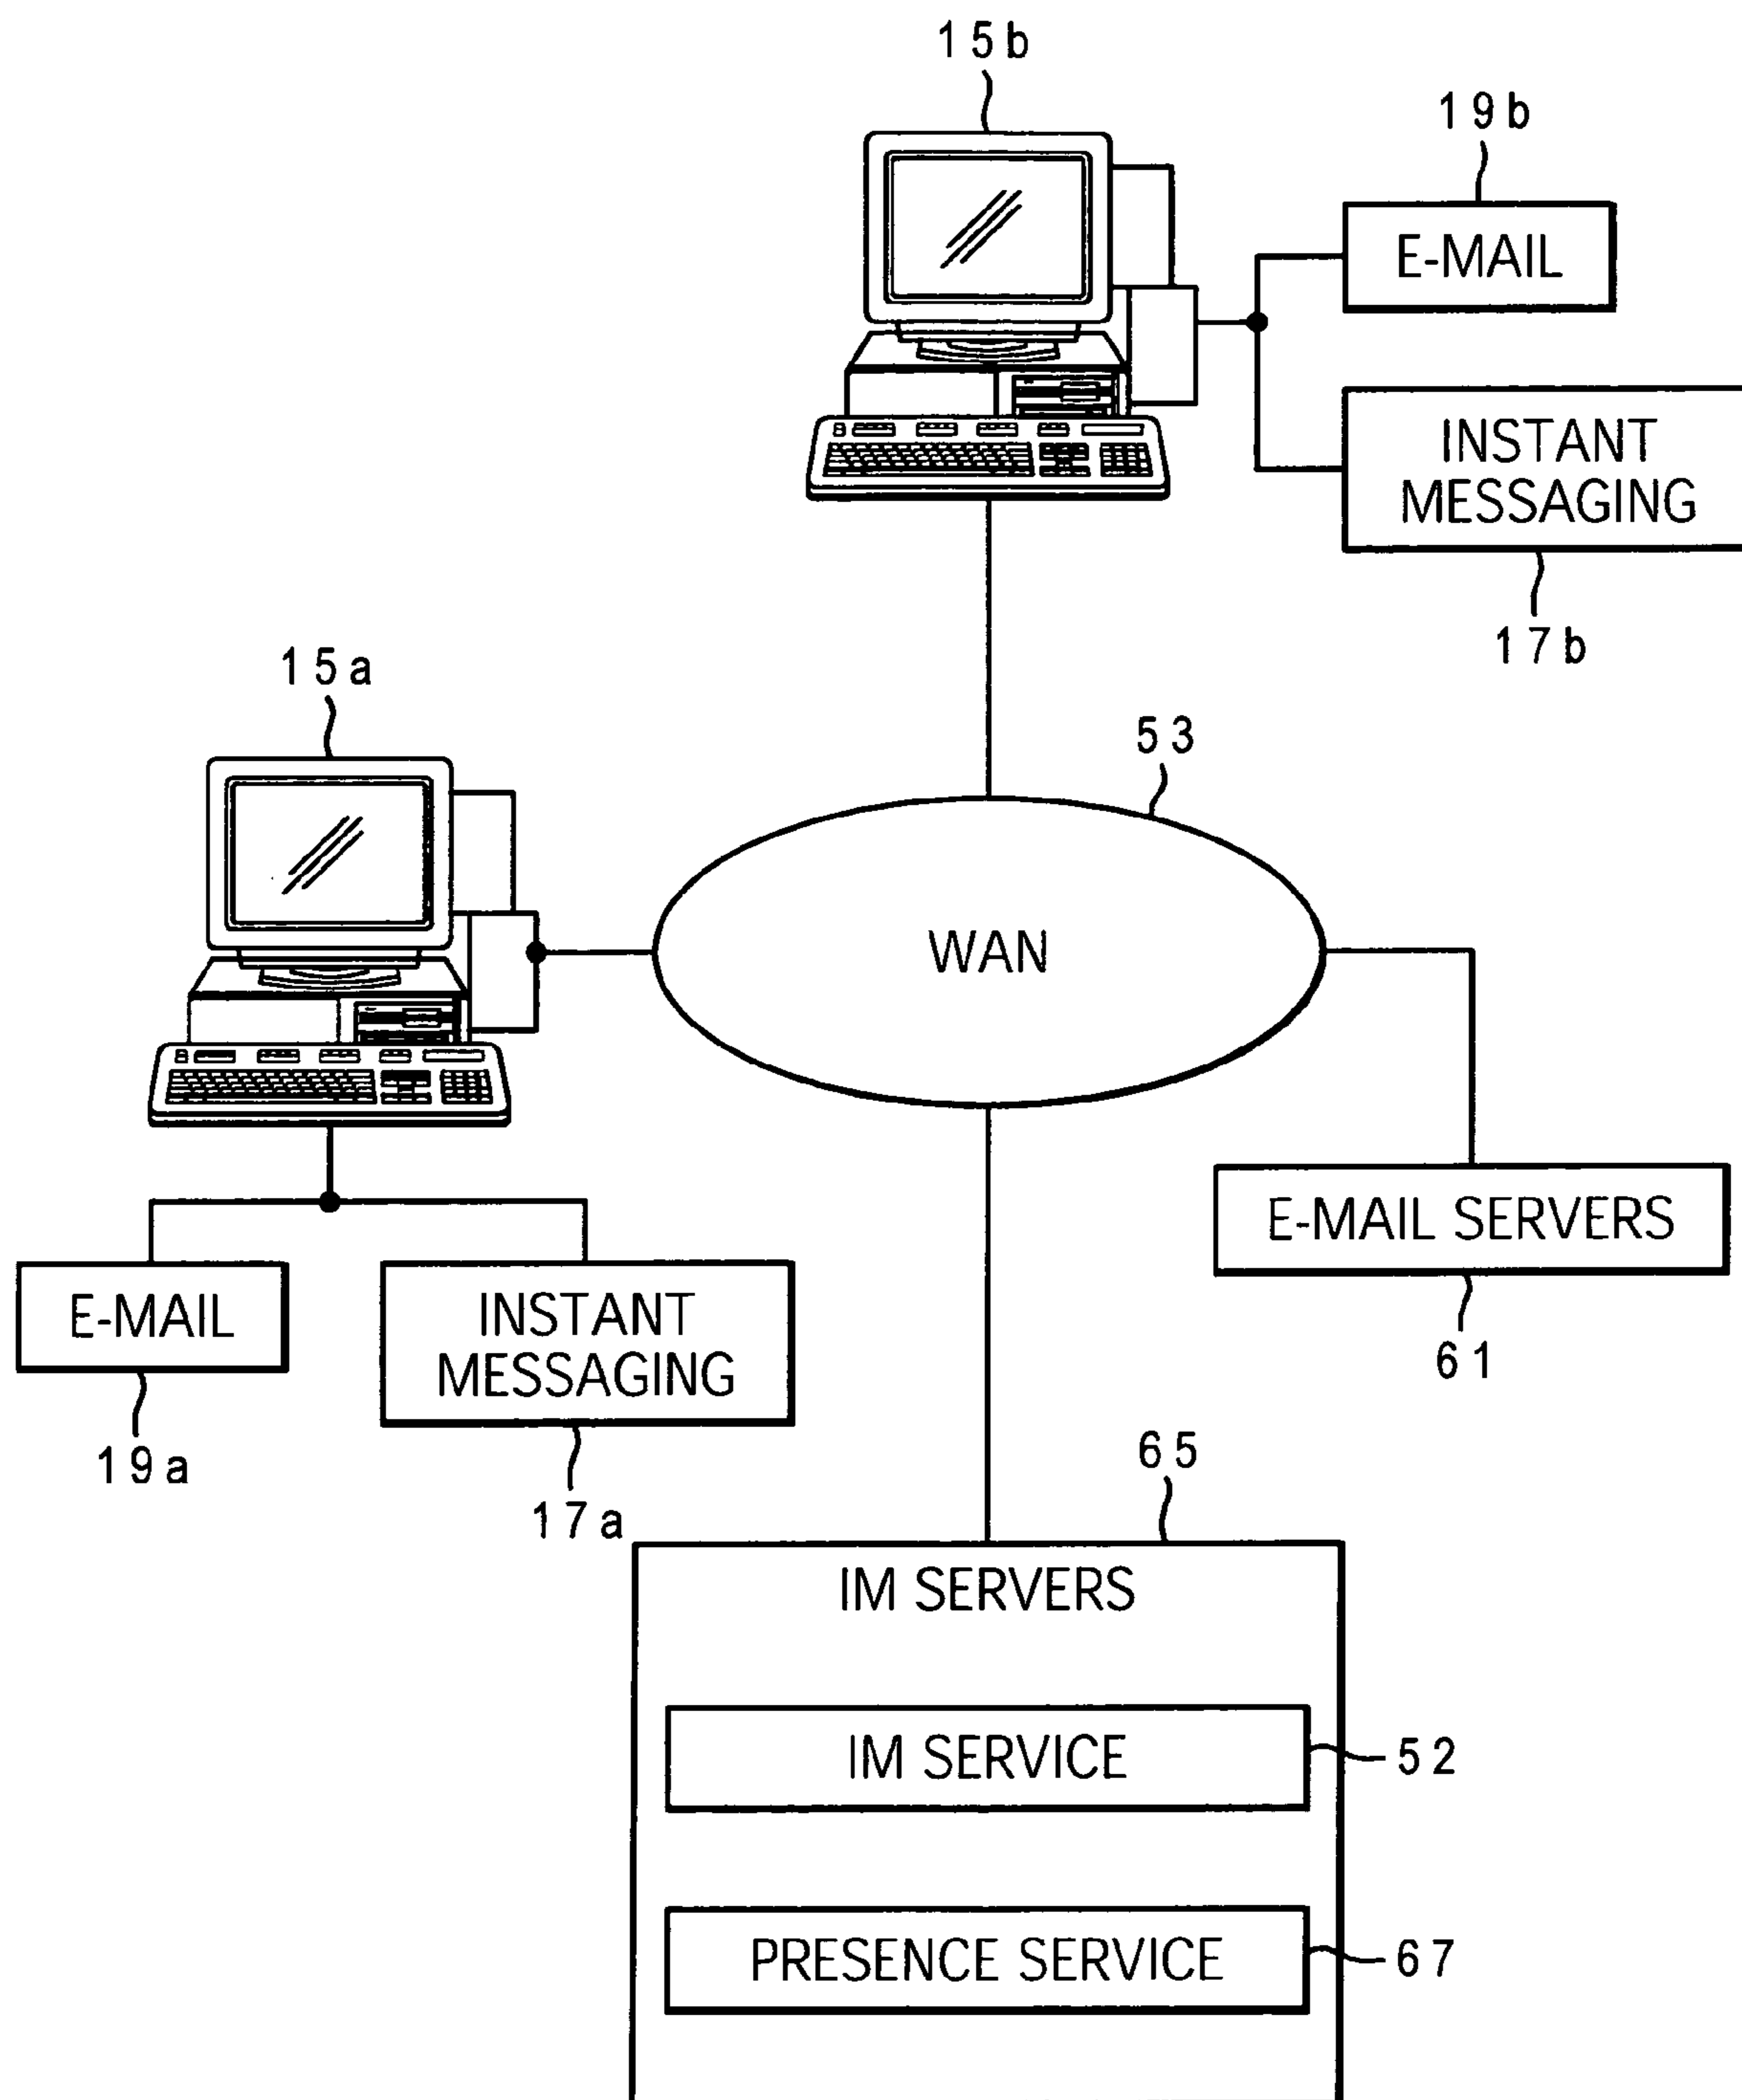 15b
19b
E-MAIL
INSTANT
MESSAGING
17b
15a
53
WAN
E-MAIL SERVERS
61
E-MAIL
19a
INSTANT
MESSAGING
17a
65
IM SERVERS
IM SERVICE
52
PRESENCE SERVICE
67